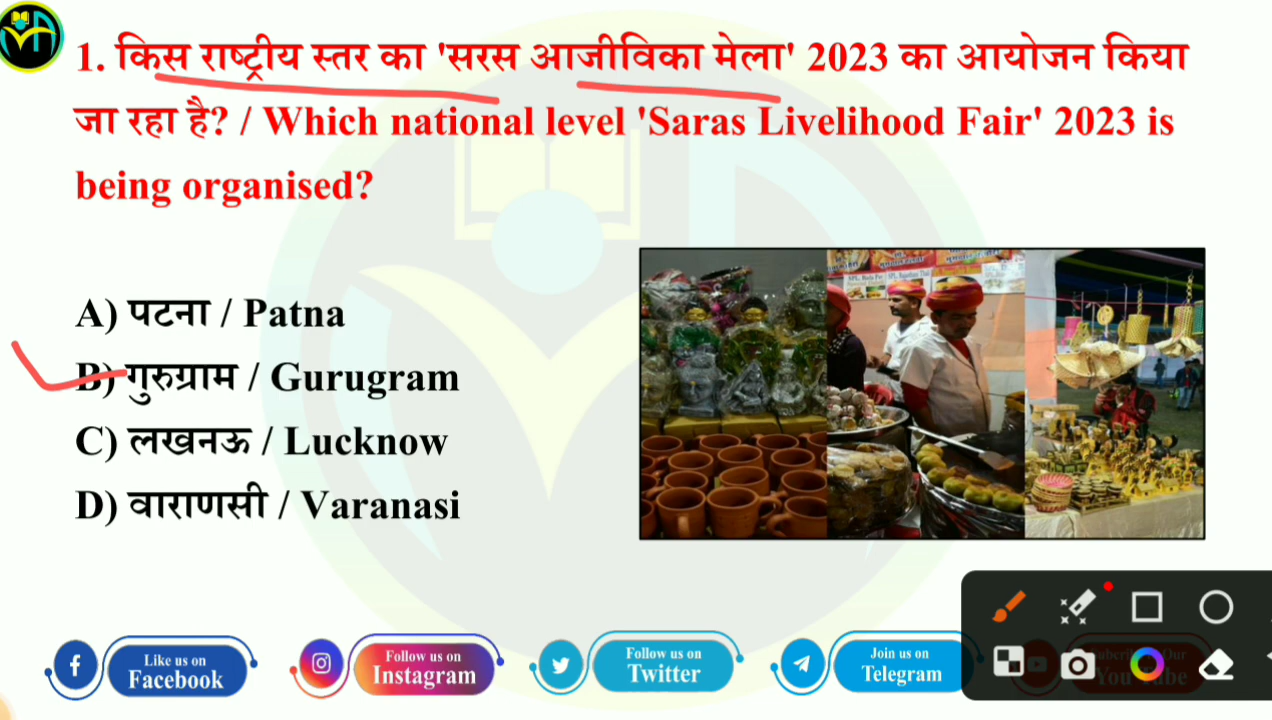 1. किस राष्ट्रीय स्तर का 'सरस आजीविका मेला' 2023 का आयोजन किया
जा रहा है? / Which national level 'Saras Livelihood Fair' 2023 is
being organised?
A) पटना / Patna
B) गुरुग्राम / Gurugram
C) लखनऊ / Lucknow
D) वाराणसी / Varanasi
Like us on
Facebook
Follow us on
Instagram
Follow us on
Twitter
Join us on
Telegram